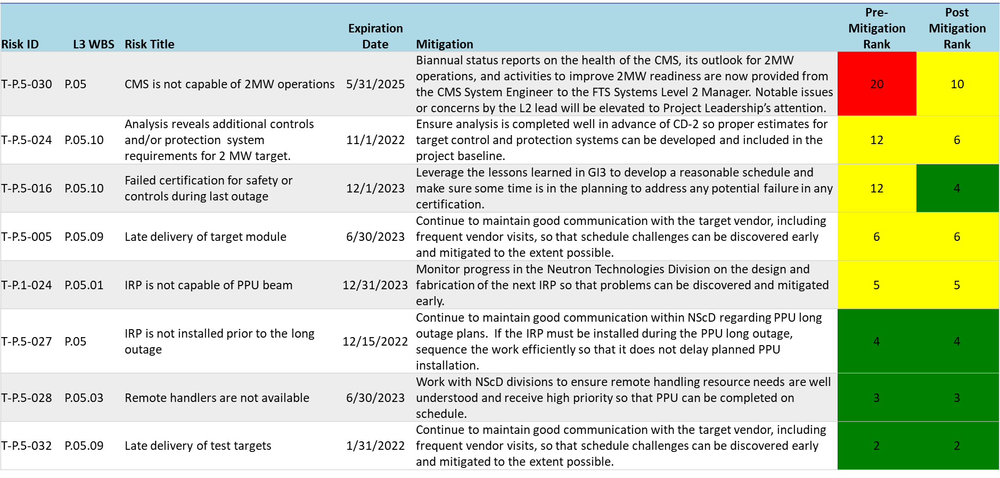 Pre-
Mitigation
Rank
Post
Mitigation
Rank
Expiration
Date
Risk ID L3 WBS Risk Title Mitigation
T-P.5-030 P.05 CMS is not capable of 2MW operations 5/31/2025
Biannual status reports on the health of the CMS, its outlook for 2MW
operations, and activities to improve 2MW readiness are now provided from
the CMS System Engineer to the FTS Systems Level 2 Manager. Notable issues
or concerns by the L2 lead will be elevated to Project Leadership’s attention.
20 10
T-P.5-024 P.05.10
Analysis reveals additional controls
and/or protection system
requirements for 2 MW target.
11/1/2022
Ensure analysis is completed well in advance of CD-2 so proper estimates for
target control and protection systems can be developed and included in the
project baseline.
12 6
T-P.5-016 P.05.10
Failed certification for safety or
controls during last outage
12/1/2023
Leverage the lessons learned in GI3 to develop a reasonable schedule and
make sure some time is in the planning to address any potential failure in any
certification.
12 4
T-P.5-005 P.05.09 Late delivery of target module 6/30/2023
Continue to maintain good communication with the target vendor, including
frequent vendor visits, so that schedule challenges can be discovered early
and mitigated to the extent possible.
6 6
T-P.1-024 P.05.01 IRP is not capable of PPU beam 12/31/2023
Monitor progress in the Neutron Technologies Division on the design and
fabrication of the next IRP so that problems can be discovered and mitigated
early.
5 5
T-P.5-027 P.05
IRP is not installed prior to the long
outage
12/15/2022
Continue to maintain good communication within NScD regarding PPU long
outage plans. If the IRP must be installed during the PPU long outage,
sequence the work efficiently so that it does not delay planned PPU
installation.
4 4
T-P.5-028 P.05.03 Remote handlers are not available 6/30/2023
Work with NScD divisions to ensure remote handling resource needs are well
understood and receive high priority so that PPU can be completed on
schedule.
3 3
T-P.5-032 P.05.09 Late delivery of test targets 1/31/2022
Continue to maintain good communication with the target vendor, including
frequent vendor visits, so that schedule challenges can be discovered early
and mitigated to the extent possible.
2 2